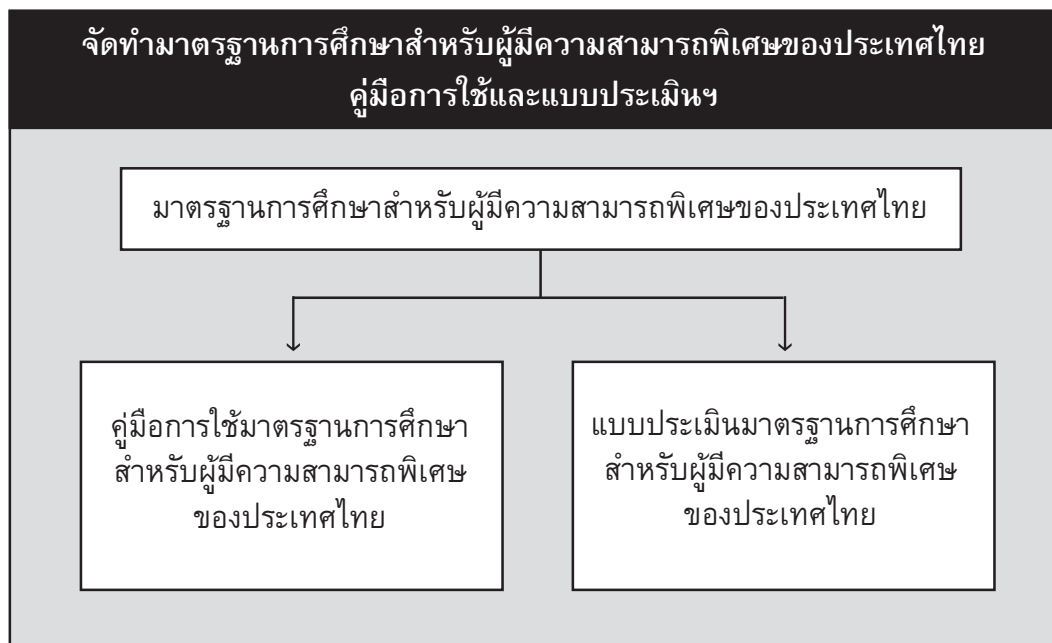 จัดทำมาตรฐานการศึกษาสำหรับผู้มีความสามารถพิเศษของประเทศไทย
คู่มือการใช้และแบบประเมินฯ
มาตรฐานการศึกษาสำหรับผู้มีความสามารถพิเศษของประเทศไทย
คู่มือการใช้มาตรฐานการศึกษา
สำหรับผู้มีความสามารถพิเศษ
ของประเทศไทย
แบบประเมินมาตรฐานการศึกษา
สำหรับผู้มีความสามารถพิเศษ
ของประเทศไทย